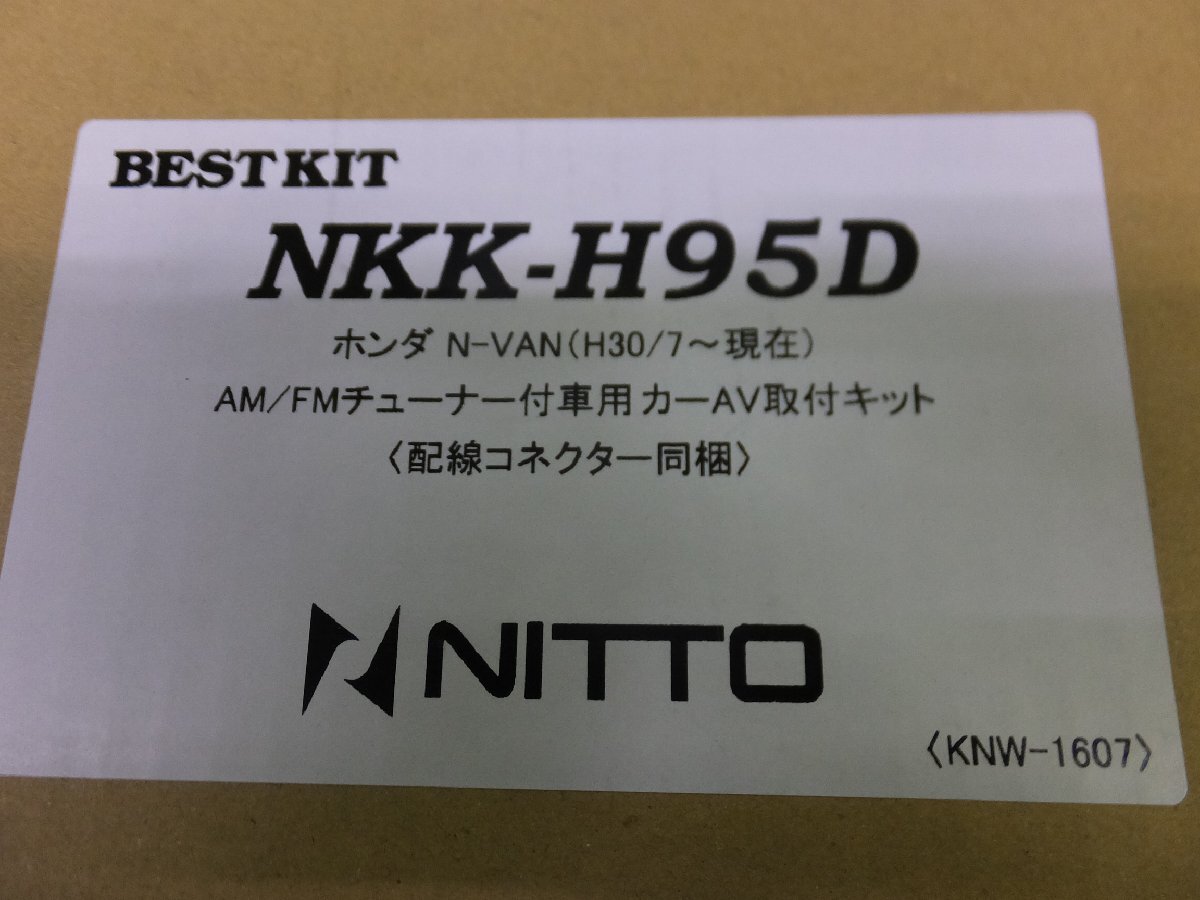 BEST KIT
NKK-H95D
ホンダ N-VAN(H30/7～現在)
AM/FMチューナー付車用 カーAV取付キット
〈配線コネクター同梱〉
NITTO
〈KNW-1607〉